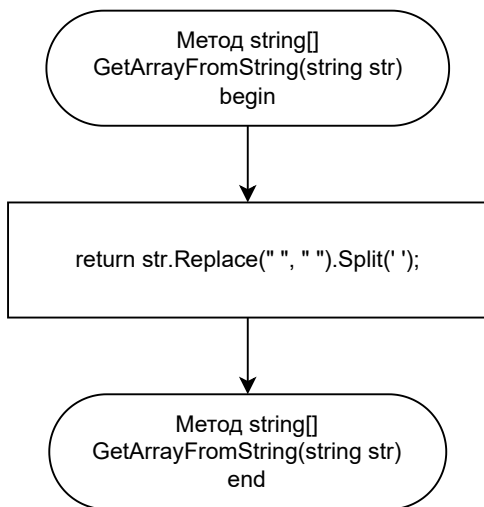 Метод string[]
GetArrayFromString(string str)
begin
return str.Replace(" ", " ").Split(' ');
Метод string[]
GetArrayFromString(string str)
end